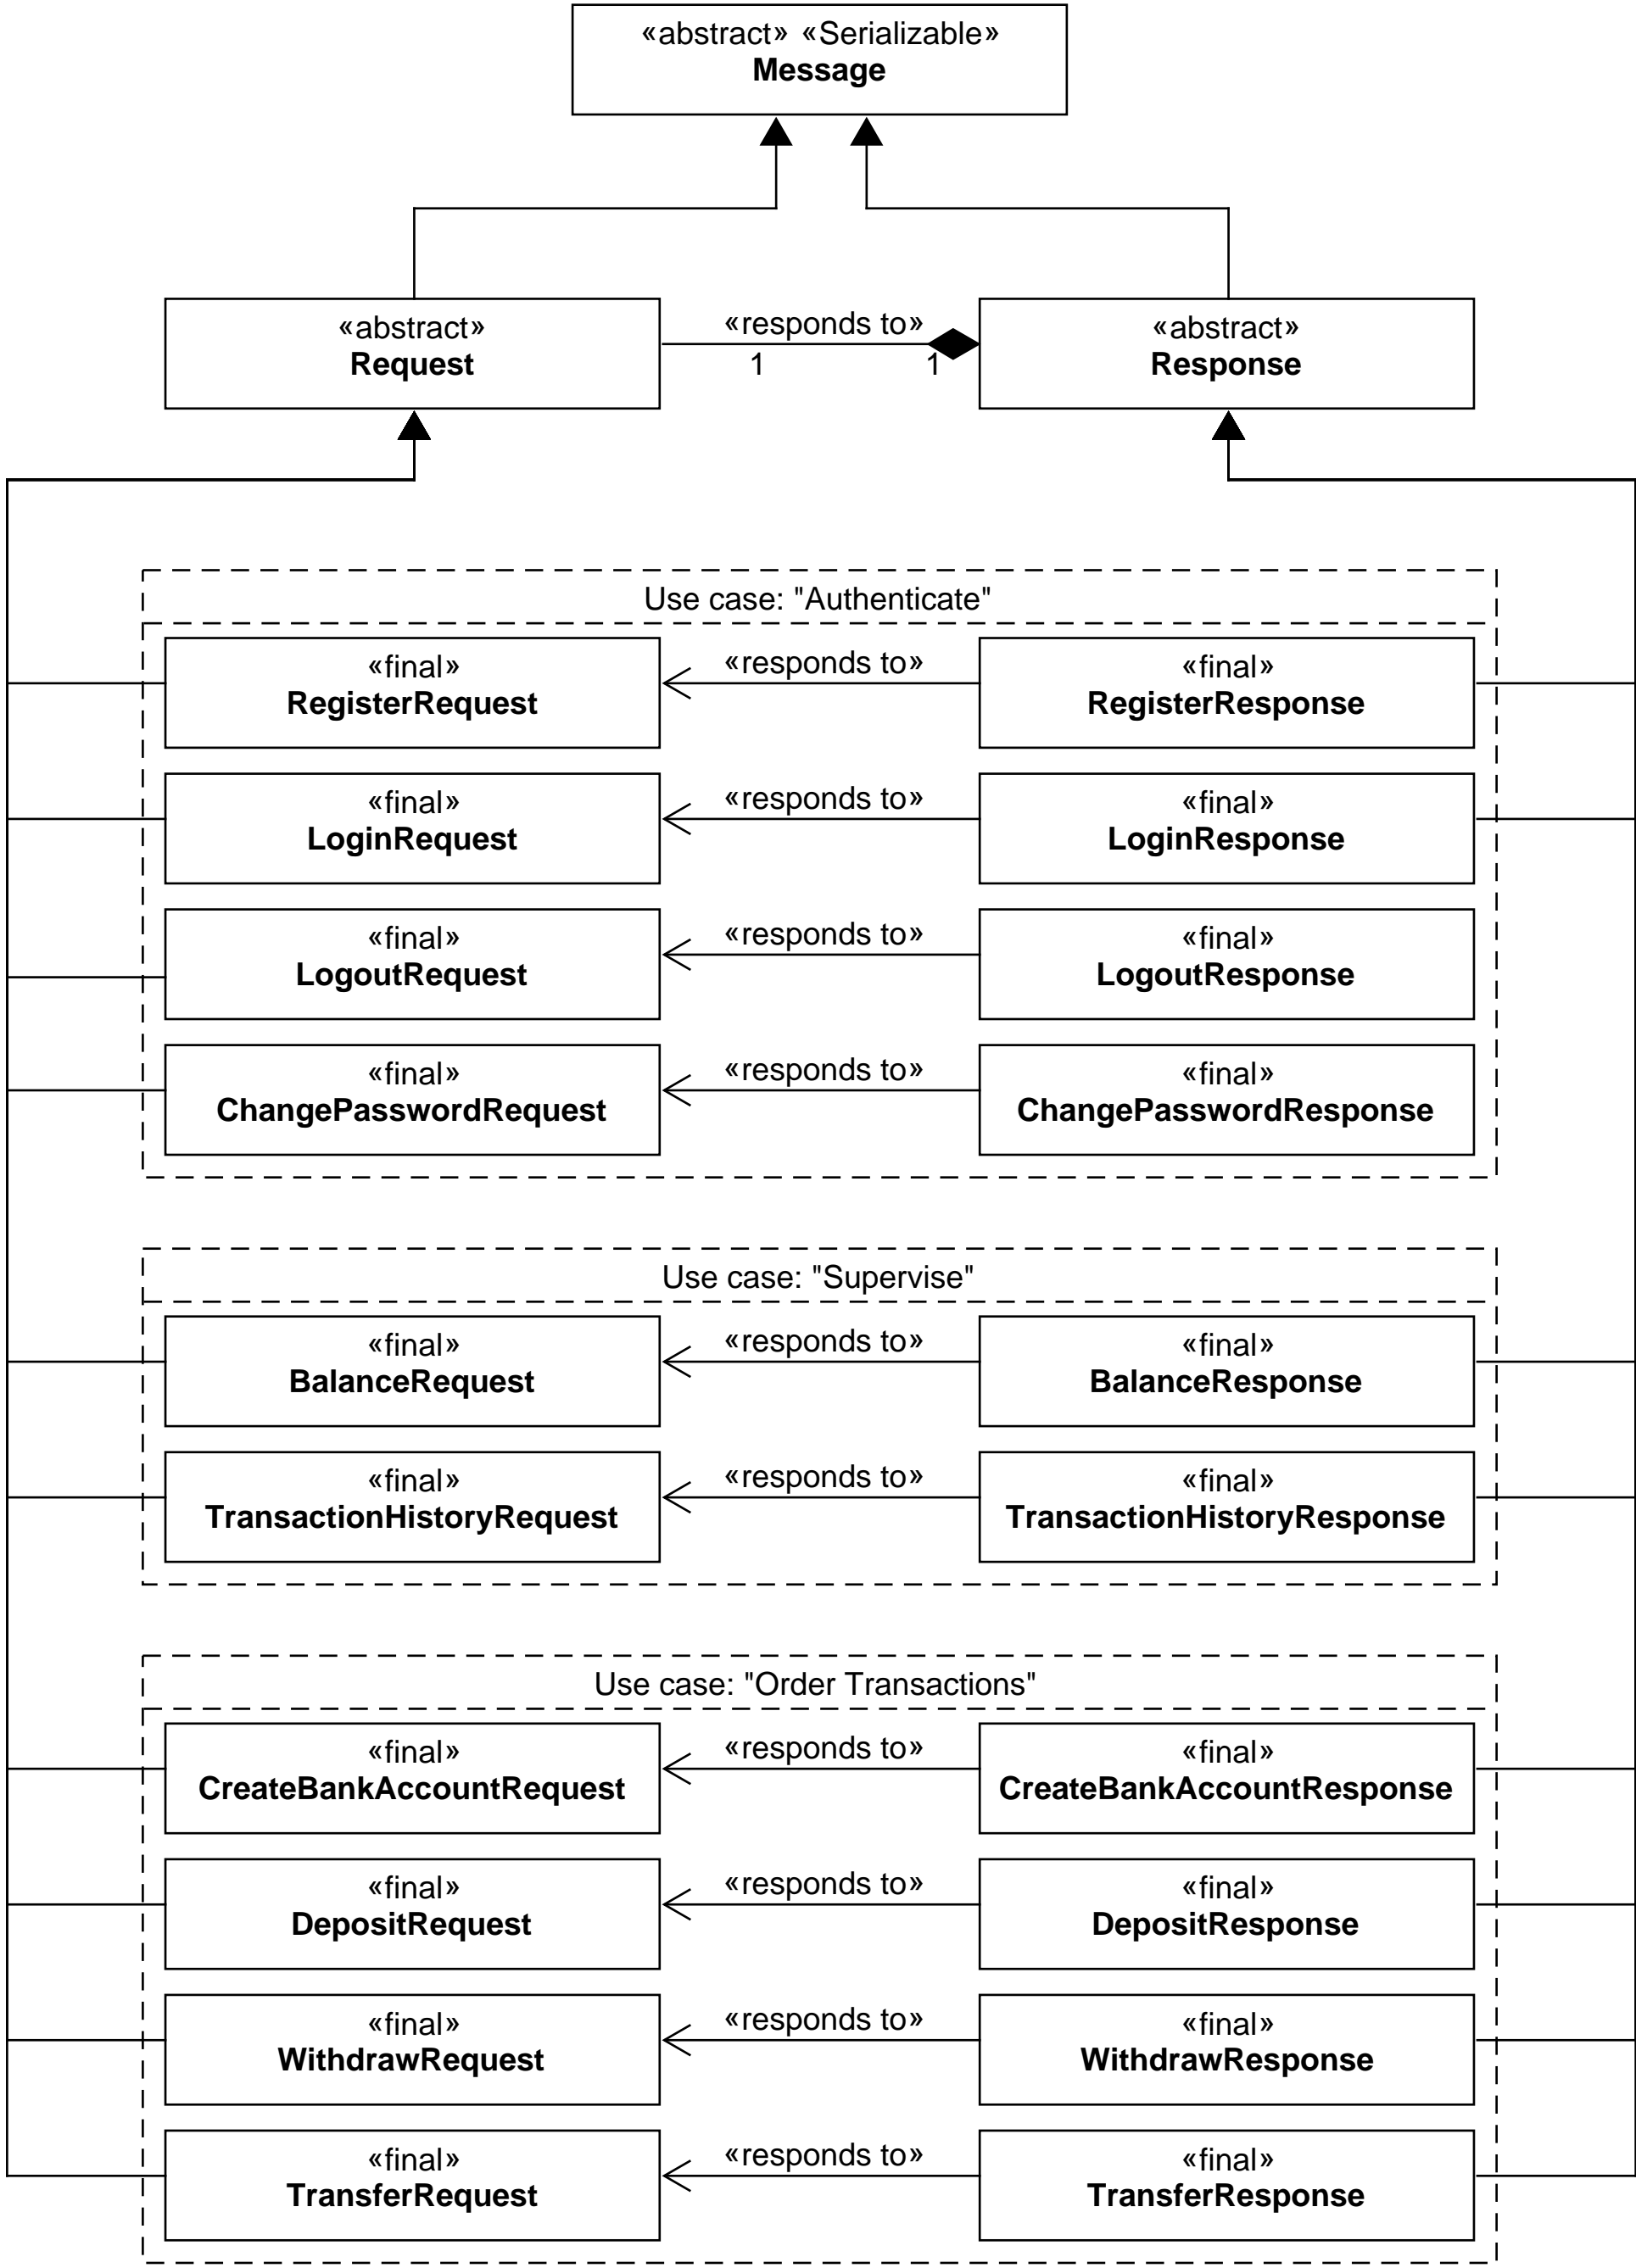 «abstract» «Serializable»
Message
«abstract»
Request
«responds to»
1
1
«abstract»
Response
Use case: "Authenticate"
«final»
RegisterRequest
«responds to»
«final»
RegisterResponse
«final»
LoginRequest
«responds to»
«final»
LoginResponse
«final»
LogoutRequest
«responds to»
«final»
LogoutResponse
«final»
ChangePasswordRequest
«responds to»
«final»
ChangePasswordResponse
Use case: "Supervise"
«final»
BalanceRequest
«responds to»
«final»
BalanceResponse
«final»
TransactionHistoryRequest
«responds to»
«final»
TransactionHistoryResponse
Use case: "Order Transactions"
«final»
CreateBankAccountRequest
«responds to»
«final»
CreateBankAccountResponse
«final»
DepositRequest
«responds to»
«final»
DepositResponse
«final»
WithdrawRequest
«responds to»
«final»
WithdrawResponse
«final»
TransferRequest
«responds to»
«final»
TransferResponse